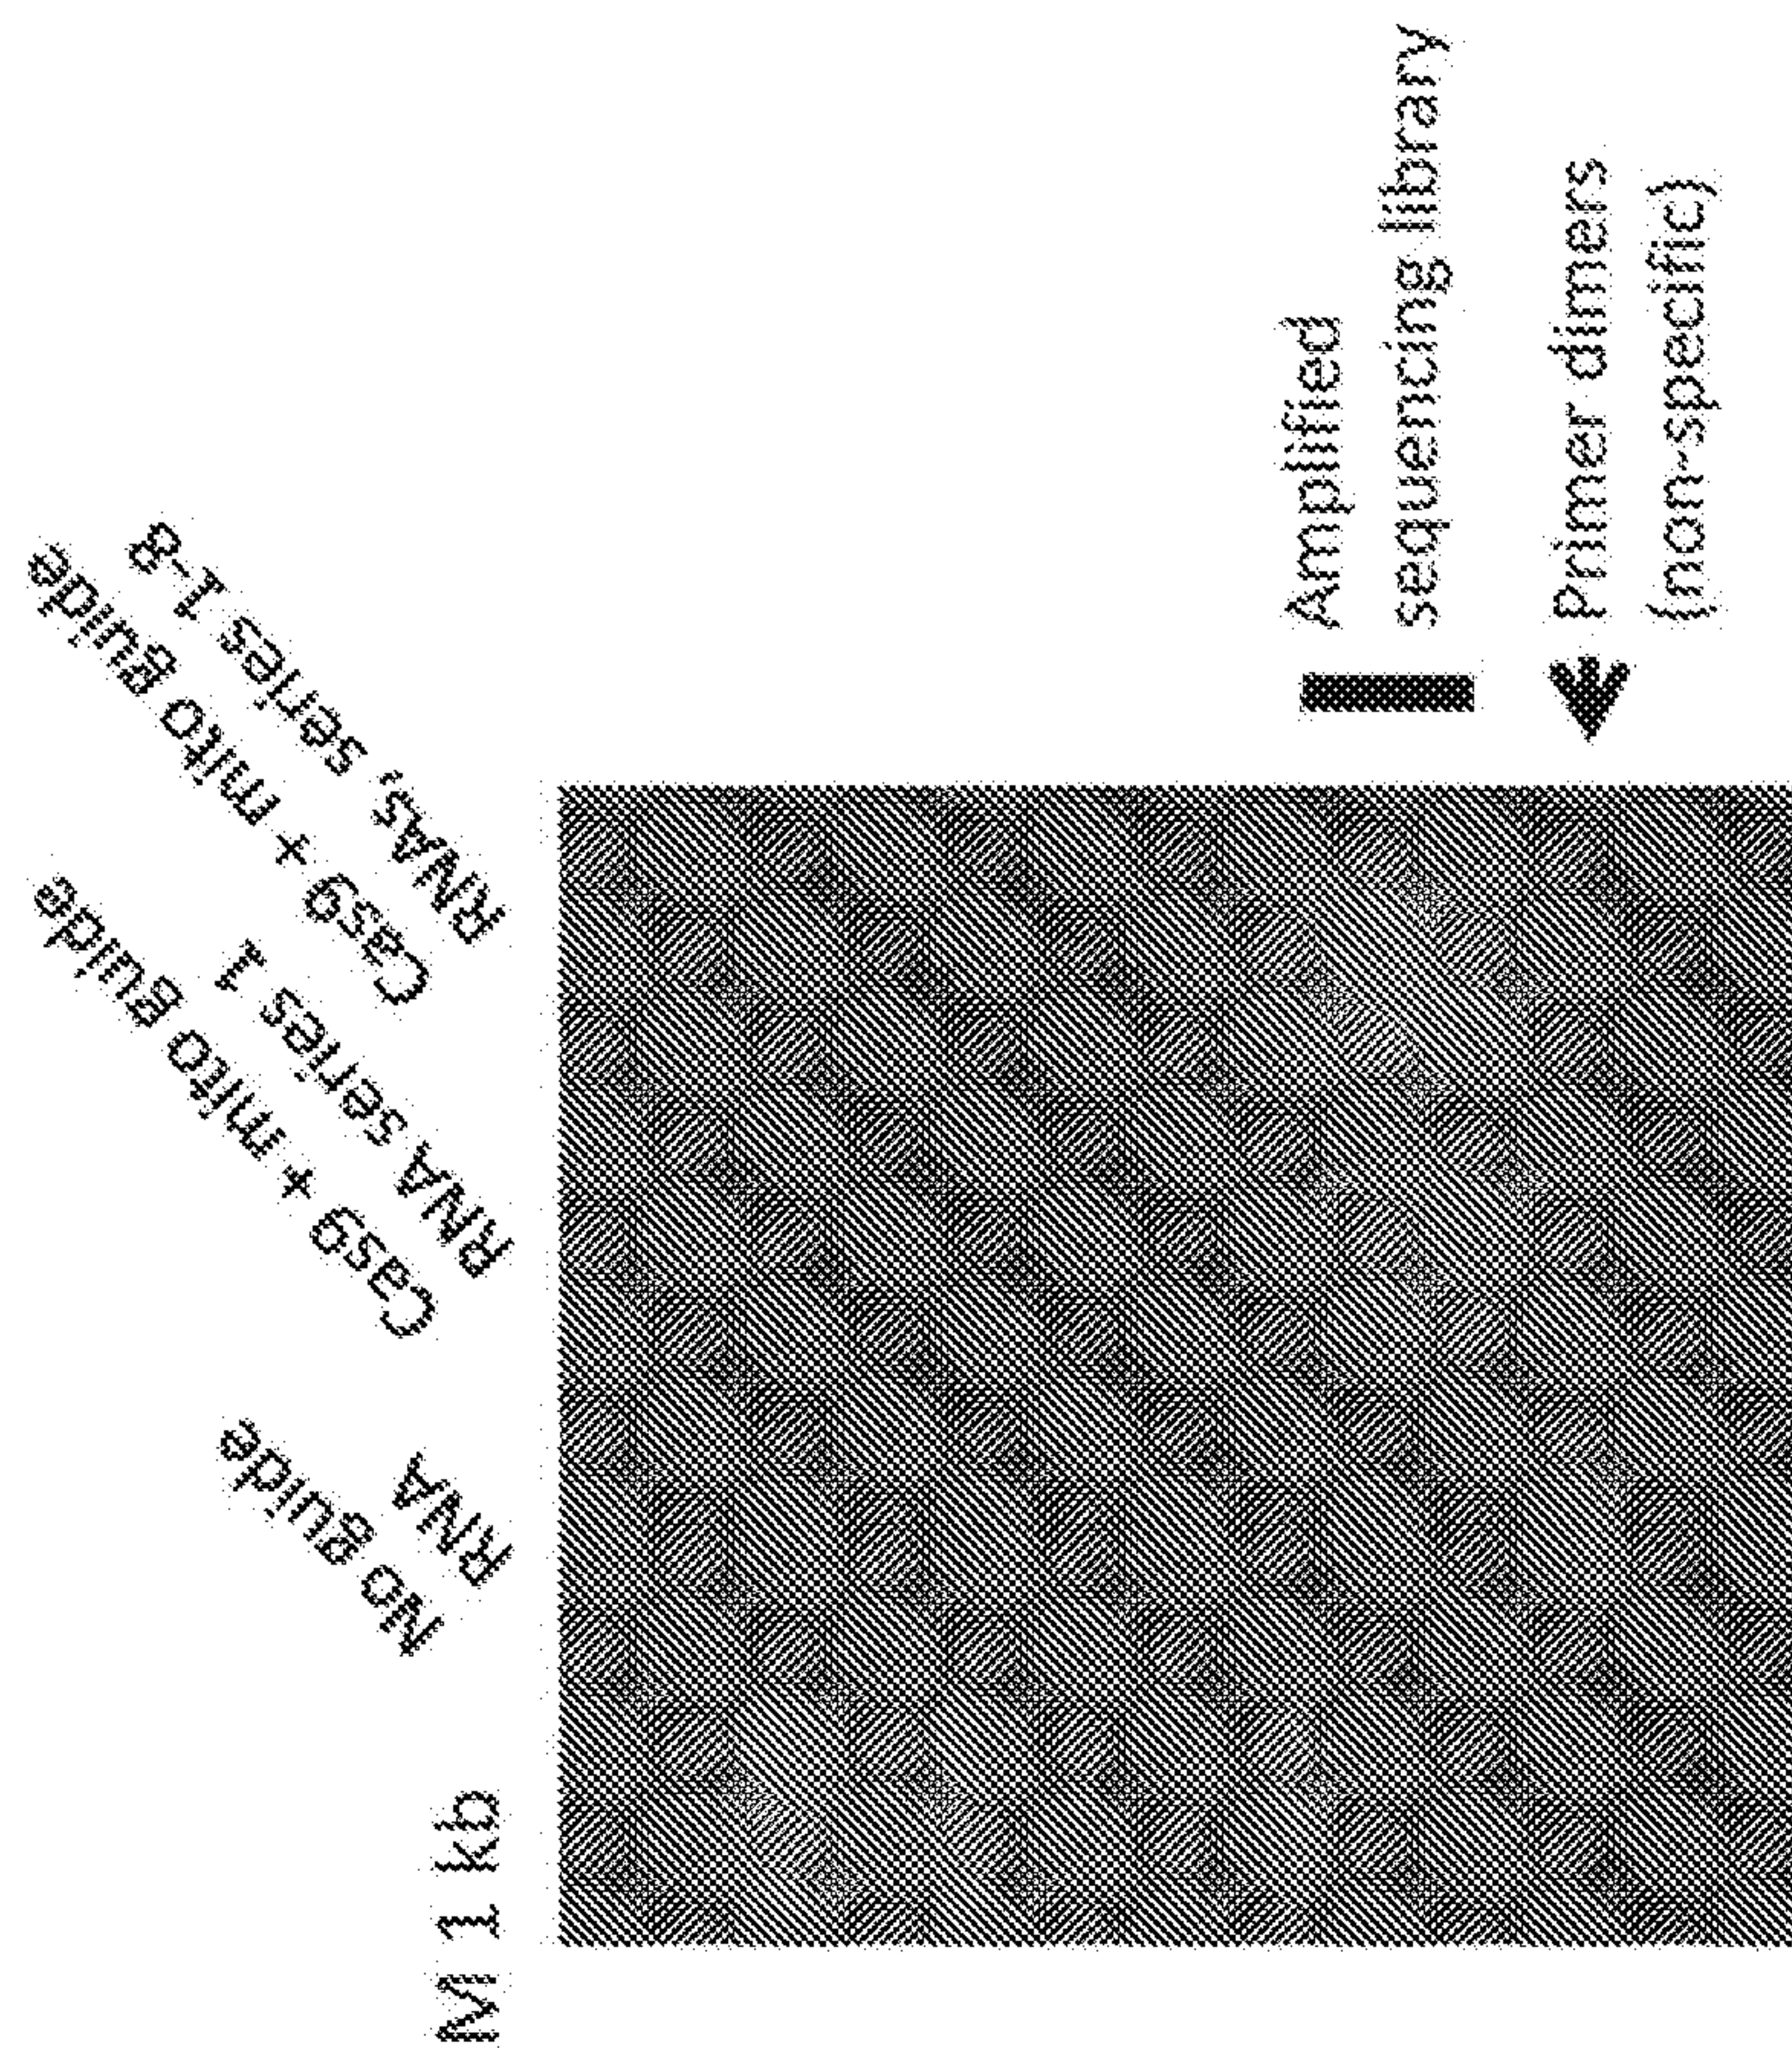 M 1 kb
No guide
RNA
Cas9 + mito guide
RNA series 1
Cas9 + mito guide
RNAs, series 1-8
Amplified
sequencing library
Primer dimers
(non-specific)